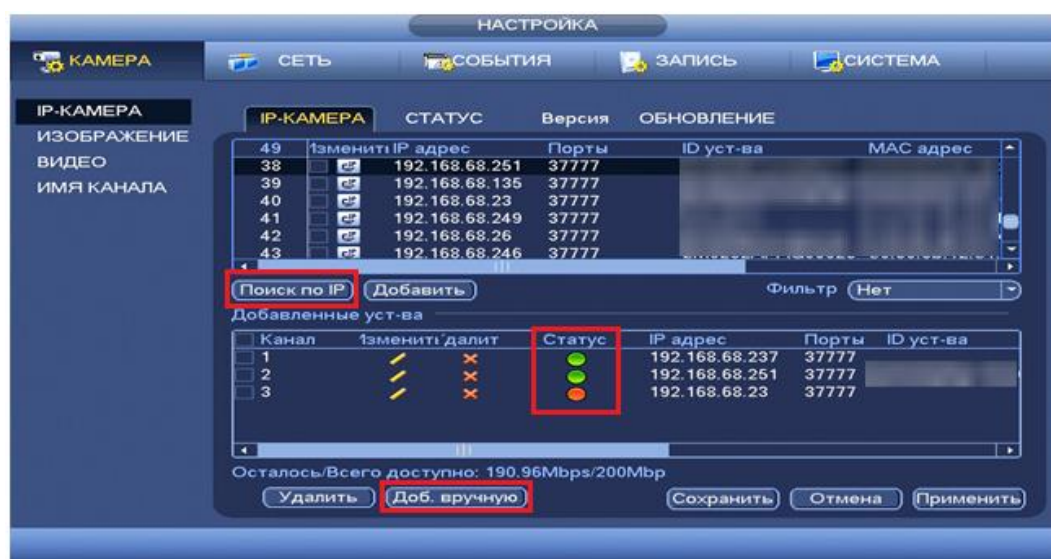 НАСТРОЙКА
КАМЕРА СЕТЬ СОБЫТИЯ ЗАПИСЬ СИСТЕМА
IP-КАМЕРА
ИЗОБРАЖЕНИЕ
ВИДЕО
ИМЯ КАНАЛА
IP-КАМЕРА СТАТУС Версия ОБНОВЛЕНИЕ
49 Изменить IP адрес Порты ID уст-ва MAC адрес
38 192.168.68.251 37777
39 192.168.68.135 37777
40 192.168.68.23 37777
41 192.168.68.249 37777
42 192.168.68.26 37777
43 192.168.68.246 37777
Поиск по IP Добавить Фильтр Нет
Добавленные уст-ва
Канал Изменить далит Статус IP адрес Порты ID уст-ва
1 192.168.68.237 37777
2 192.168.68.251 37777
3 192.168.68.23 37777
Осталось/Всего доступно: 190.96Mbps/200Mbp
Удалить Доб. вручную Сохранить Отмена Применить